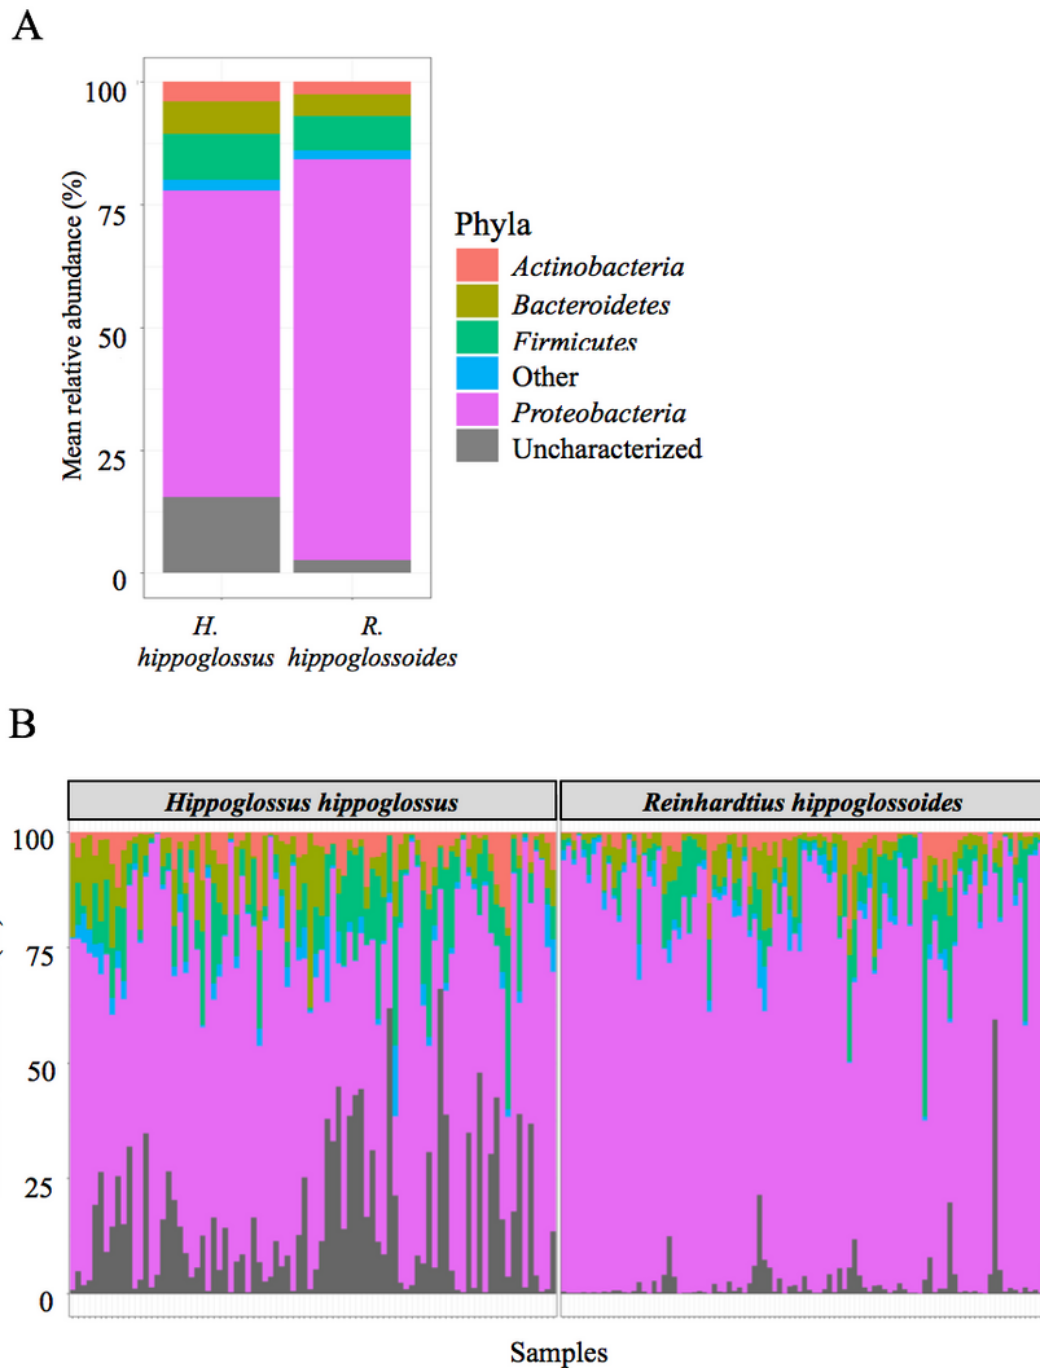 A
100
75
50
25
0
Mean relative abundance (%)
H.
hippoglossus
R.
hippoglossoides
Phyla
Actinobacteria
Bacteroidetes
Firmicutes
Other
Proteobacteria
Uncharacterized
B
Hippoglossus hippoglossus
Reinhardtius hippoglossoides
100
75
50
25
0
Samples